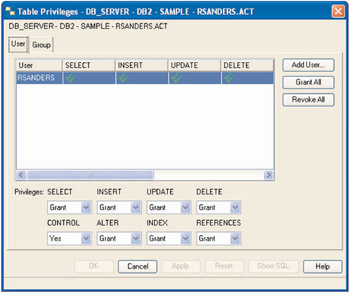 Table Privileges - DB_SERVER - DB2 - SAMPLE - RSANDERS.ACT
DB_SERVER - DB2 - SAMPLE - RSANDERS.ACT
User Group
User SELECT INSERT UPDATE DELETE
RSANDERS
Add User...
Grant All
Revoke All
Privileges: SELECT INSERT UPDATE DELETE
Grant Grant Grant Grant
CONTROL ALTER INDEX REFERENCES
Yes Grant Grant Grant
OK Cancel Apply Reset Show SQL Help